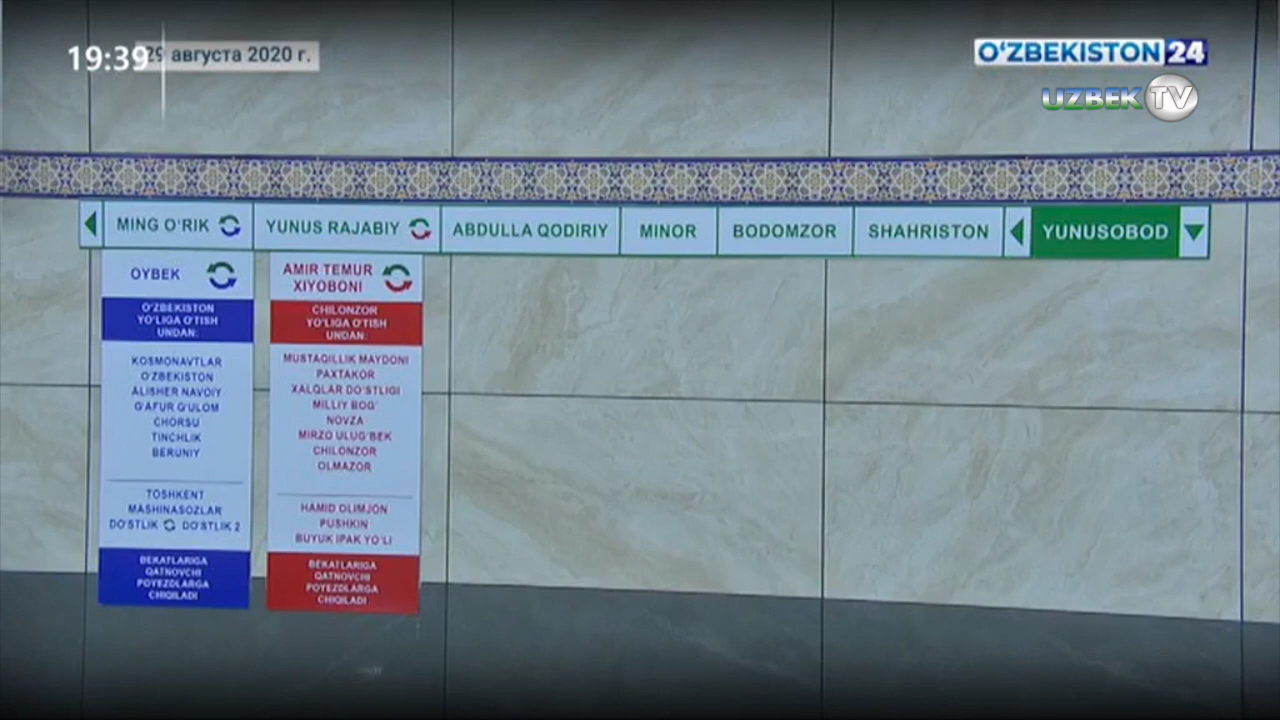 19:39
29 августа 2020 г.
O‘ZBEKISTON 24
UZBEK TV
MING O‘RIK
YUNUS RAJABIY
ABDULLA QODIRIY
MINOR
BODOMZOR
SHAHRISTON
YUNUSOBOD
OYBEK
O‘ZBEKISTON
YO‘LIGA O‘TISH
UNDAN:
KOSMONAVTLAR
O‘ZBEKISTON
ALISHER NAVOIY
G‘AFUR G‘ULOM
CHORSU
TINCHLIK
BERUNIY
TOSHKENT
MASHINASOZLAR
DO‘STLIK DO‘STLIK 2
BEKATLARIGA
QATNOVCHI
POYEZDLARGA
CHIQILADI
AMIR TEMUR
XIYOBONI
CHILONZOR
YO‘LIGA O‘TISH
UNDAN:
MUSTAQILLIK MAYDONI
PAXTAKOR
XALQLAR DO‘STLIGI
MILLIY BOG‘
NOVZA
MIRZO ULUG‘BEK
CHILONZOR
OLMAZOR
HAMID OLIMJON
PUSHKIN
BUYUK IPAK YO‘LI
BEKATLARIGA
QATNOVCHI
POYEZDLARGA
CHIQILADI